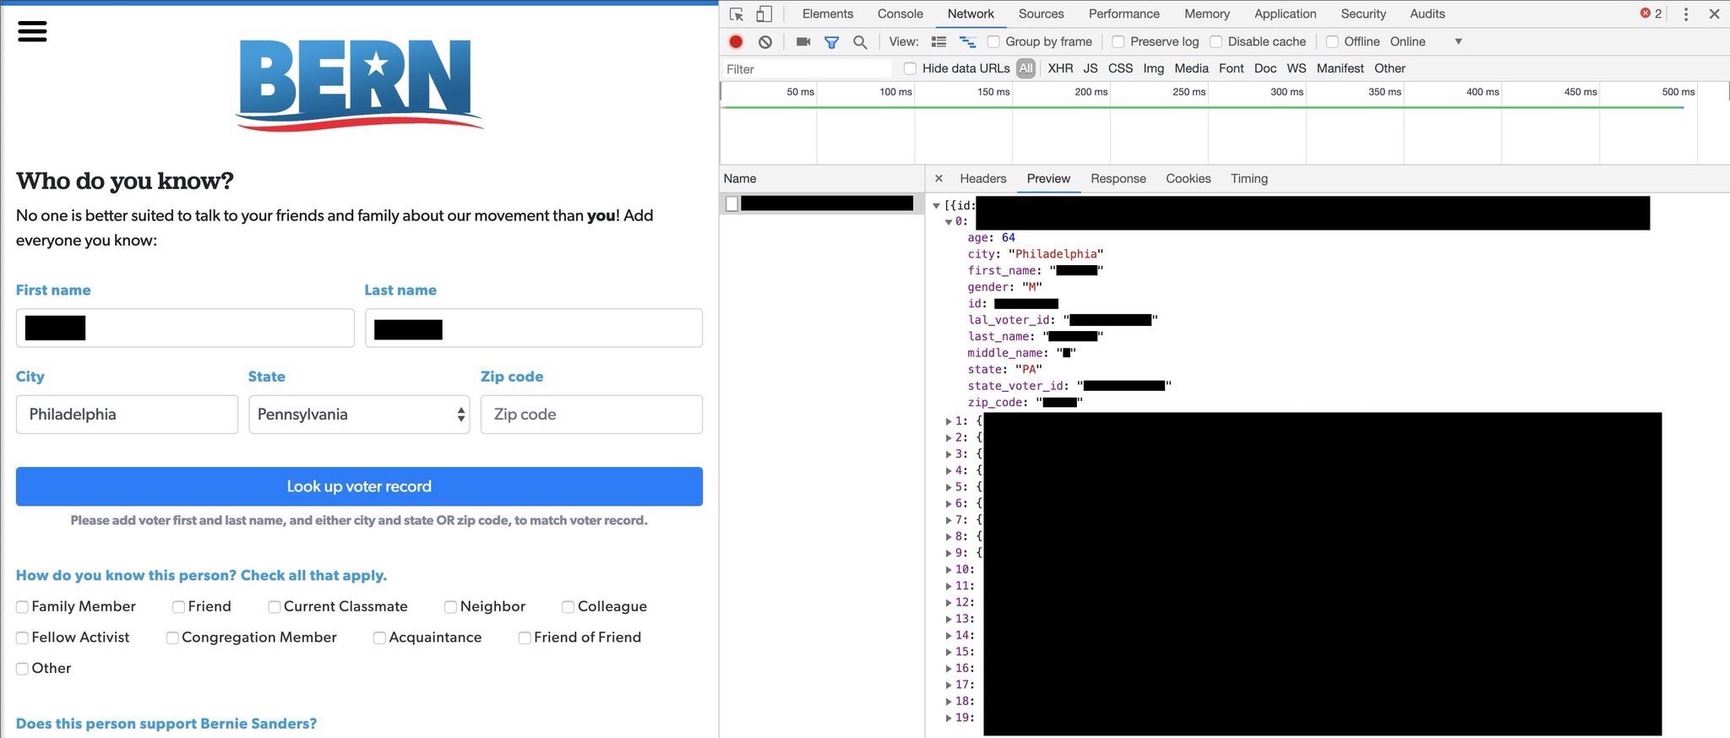 BERN
Who do you know?
No one is better suited to talk to your friends and family about our movement than you! Add
everyone you know:
First name
Last name
City
State
Zip code
Philadelphia
Pennsylvania
Zip code
Look up voter record
Please add voter first and last name, and either city and state OR zip code, to match voter record.
How do you know this person? Check all that apply.
Family Member
Friend
Current Classmate
Neighbor
Colleague
Fellow Activist
Congregation Member
Acquaintance
Friend of Friend
Other
Does this person support Bernie Sanders?
Elements
Console
Network
Sources
Performance
Memory
Application
Security
Audits
2
View:
Group by frame
Preserve log
Disable cache
Offline
Online
Filter
Hide data URLs
All
XHR
JS
CSS
Img
Media
Font
Doc
WS
Manifest
Other
50 ms
100 ms
150 ms
200 ms
250 ms
300 ms
350 ms
400 ms
450 ms
500 ms
Name
Headers
Preview
Response
Cookies
Timing
[{id:
0:
age: 64
city: "Philadelphia"
first_name: ""
gender: "M"
id:
lal_voter_id: ""
last_name: ""
middle_name: ""
state: "PA"
state_voter_id: ""
zip_code: ""
1: {
2: {
3: {
4: {
5: {
6: {
7: {
8: {
9: {
10:
11:
12:
13:
14:
15:
16:
17:
18:
19: